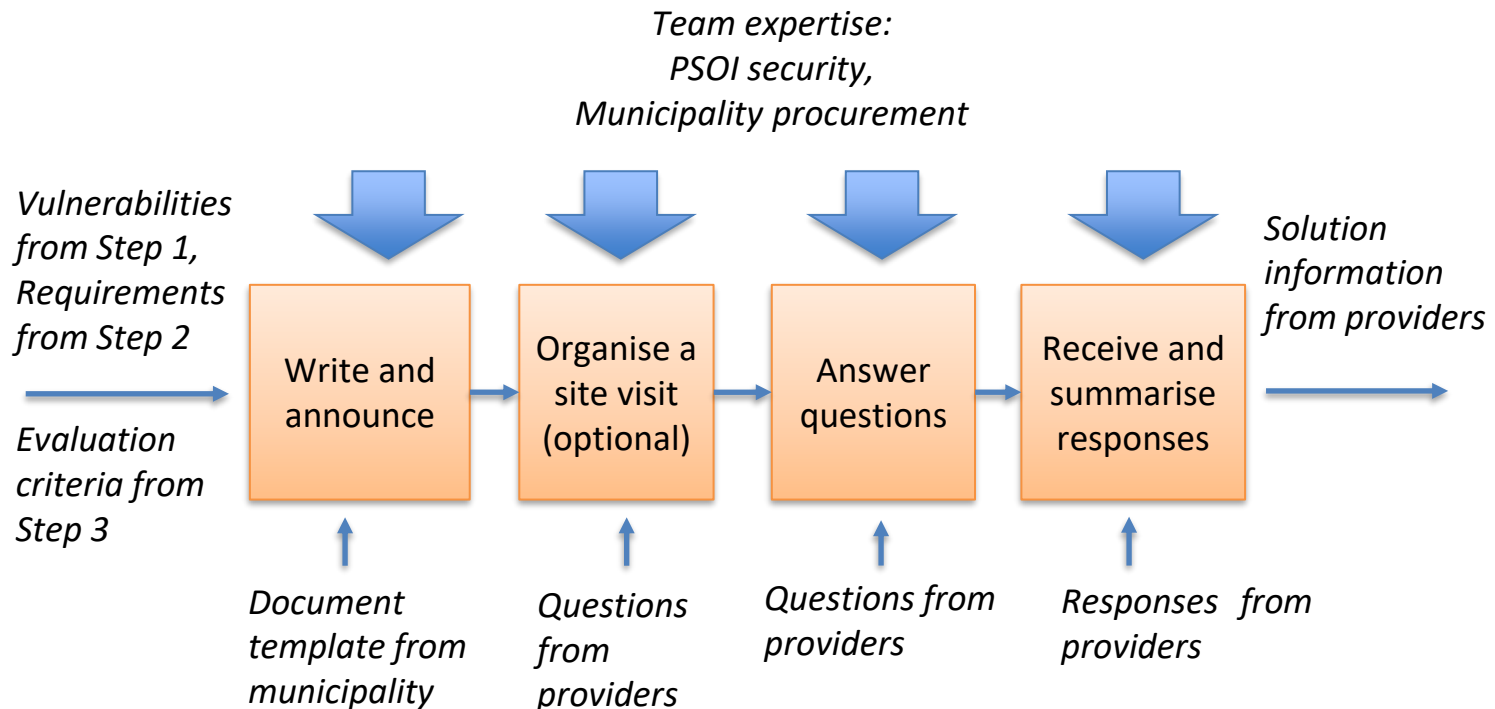 Team expertise:
PSOI security,
Municipality procurement
Vulnerabilities
from Step 1,
Requirements
from Step 2
Evaluation
criteria from
Step 3
Write and
announce
Organise a
site visit
(optional)
Answer
questions
Receive and
summarise
responses
Solution
information
from providers
Document
template from
municipality
Questions
from
providers
Questions from
providers
Responses from
providers